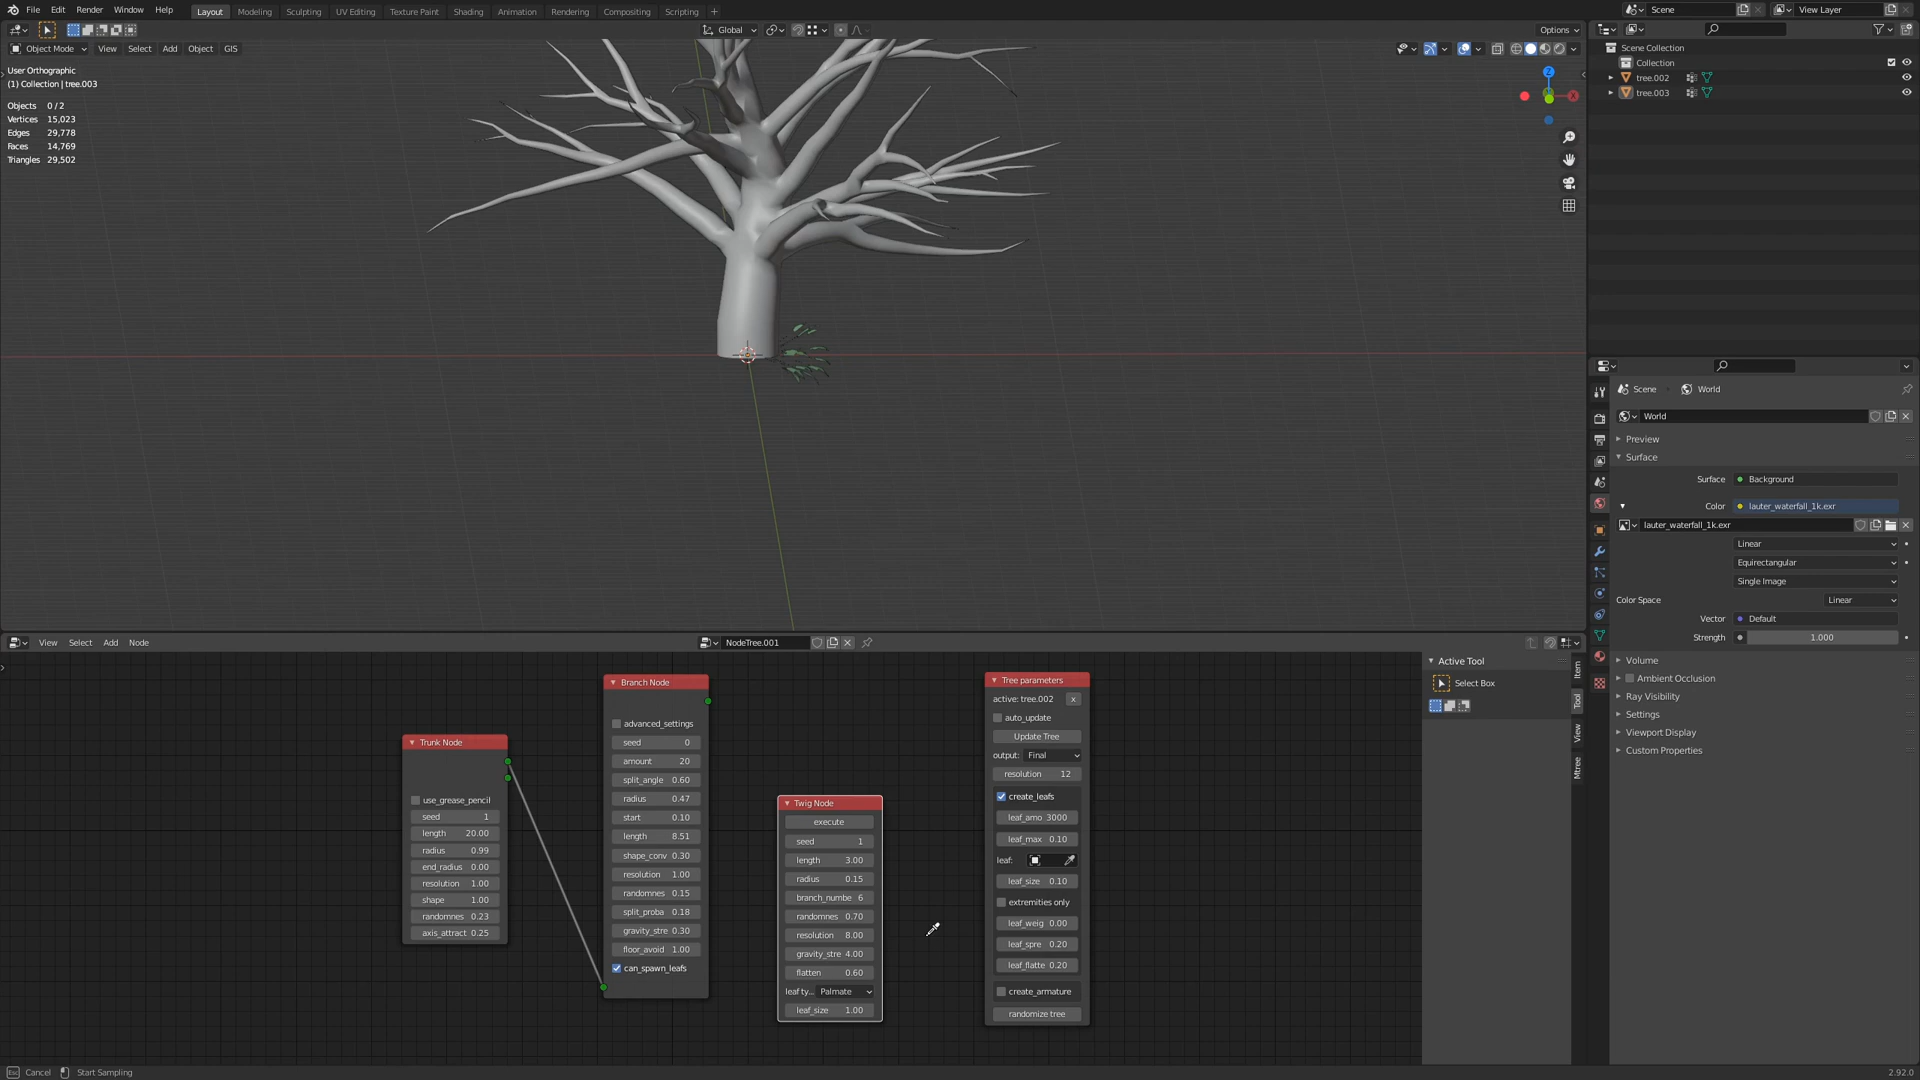 File Edit Render Window Help Layout Modeling Sculpting UV Editing Texture Paint Shading Animation Rendering Compositing Scripting + Scene View Layer
Global Options
Object Mode View Select Add Object GIS
User Orthographic
(1) Collection | tree.003
Objects 0 / 2
Vertices 15,023
Edges 29,778
Faces 14,769
Triangles 29,502
Z
X
Scene Collection
Collection
tree.002
tree.003
Scene World
World
Preview
Surface
Surface Background
Color lauter_waterfall_1k.exr
lauter_waterfall_1k.exr
Linear
Equirectangular
Single Image
Color Space Linear
Vector Default
Strength 1.000
Volume
Ambient Occlusion
Ray Visibility
Settings
Viewport Display
Custom Properties
View Select Add Node NodeTree.001
Trunk Node
use_grease_pencil
seed 1
length 20.00
radius 0.99
end_radius 0.00
resolution 1.00
shape 1.00
randomnes 0.23
axis_attract 0.25
Branch Node
advanced_settings
seed 0
amount 20
split_angle 0.60
radius 0.47
start 0.10
length 8.51
shape_conv 0.30
resolution 1.00
randomnes 0.15
split_proba 0.18
gravity_stre 0.30
floor_avoid 1.00
can_spawn_leafs
Twig Node
execute
seed 1
length 3.00
radius 0.15
branch_numbe 6
randomnes 0.70
resolution 8.00
gravity_stre 4.00
flatten 0.60
leaf ty... Palmate
leaf_size 1.00
Tree parameters
active: tree.002 x
auto_update
Update Tree
output: Final
resolution 12
create_leafs
leaf_amo 3000
leaf_max 0.10
leaf:
leaf_size 0.10
extremities only
leaf_weig 0.00
leaf_spre 0.20
leaf_flatte 0.20
create_armature
randomize tree
Active Tool
Select Box
Item
Tool
View
Mtree
Esc Cancel Start Sampling 2.92.0